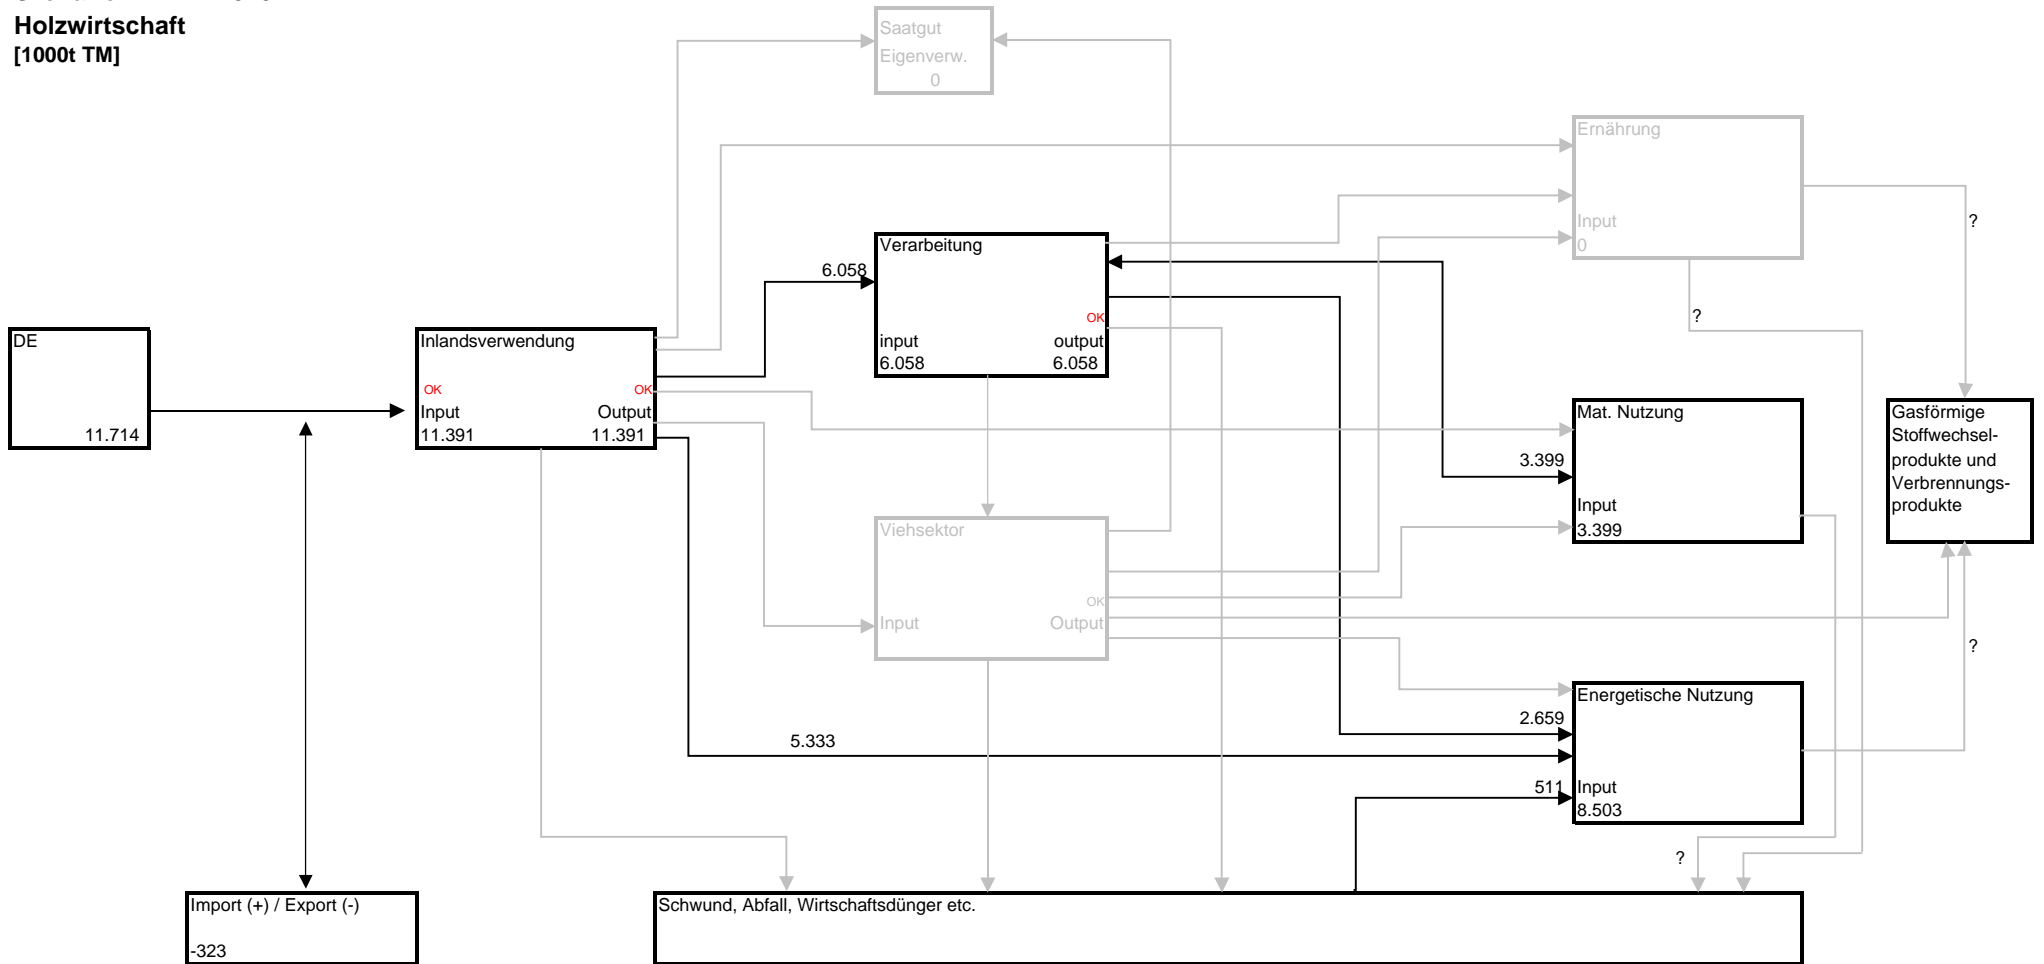 Holzwirtschaft
[1000t TM]
Saatgut
Eigenverw.
0
Ernährung
Input
0
?
?
Verarbeitung
6.058
OK
input
output
6.058
6.058
DE
11.714
Inlandsverwendung
OK
OK
Input
Output
11.391
11.391
Mat. Nutzung
3.399
Input
3.399
Gasförmige
Stoffwechsel-
produkte und
Verbrennungs-
produkte
Viehsektor
OK
Input
Output
?
Energetische Nutzung
2.659
5.333
511
Input
8.503
?
Import (+) / Export (-)
-323
Schwund, Abfall, Wirtschaftsdünger etc.